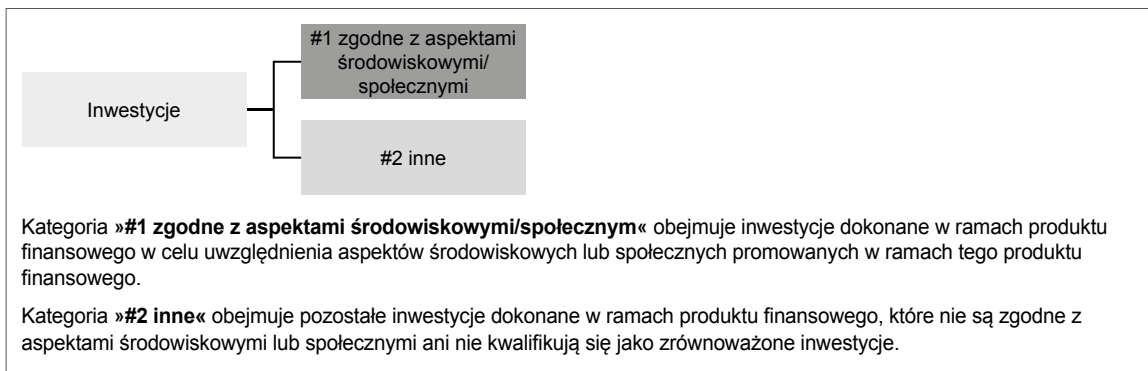 #1 zgodne z aspektami
środowiskowymi/
społecznymi
Inwestycje
#2 inne
Kategoria »#1 zgodne z aspektami środowiskowymi/społecznym« obejmuje inwestycje dokonane w ramach produktu
finansowego w celu uwzględnienia aspektów środowiskowych lub społecznych promowanych w ramach tego produktu
finansowego.
Kategoria »#2 inne« obejmuje pozostałe inwestycje dokonane w ramach produktu finansowego, które nie są zgodne z
aspektami środowiskowymi lub społecznymi ani nie kwalifikują się jako zrównoważone inwestycje.